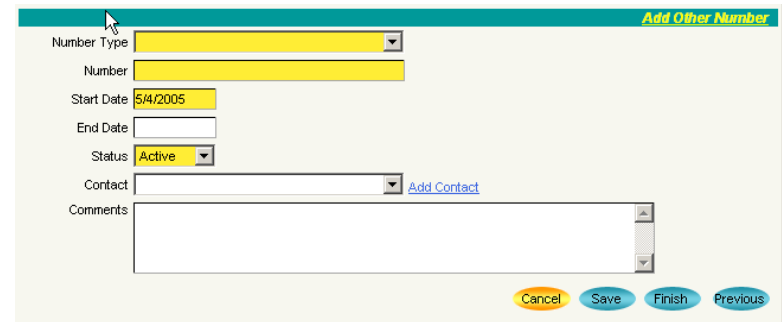 Add Other Number
Number Type
Number
Start Date 5/4/2005
End Date
Status Active
Contact Add Contact
Comments
Cancel Save Finish Previous